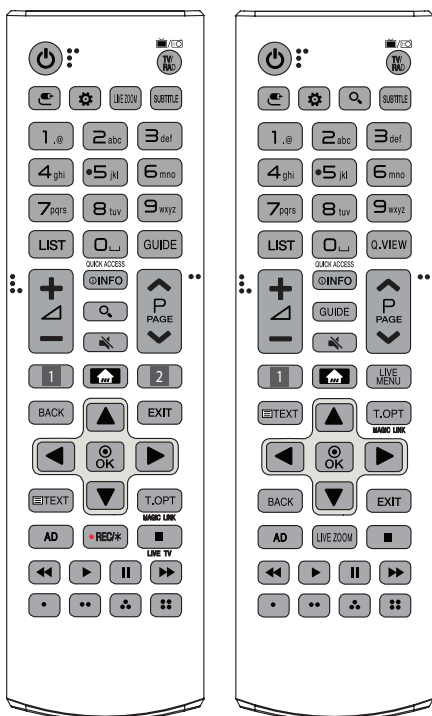 TV/
RAD
LIVE ZOOM SUBTITLE
1.@ 2abc 3def
4ghi 5jkl 6mno
7pqrs 8tuv 9wxyz
LIST 0 GUIDE
QUICK ACCESS
INFO
P
PAGE
1 2
BACK EXIT
OK
TEXT T.OPT
MAGIC LINK
AD REC/*
LIVE TV
TV/
RAD
SUBTITLE
1.@ 2abc 3def
4ghi 5jkl 6mno
7pqrs 8tuv 9wxyz
LIST 0 Q.VIEW
QUICK ACCESS
INFO
GUIDE
P
PAGE
1 LIVE
MENU
TEXT T.OPT
MAGIC LINK
OK
BACK EXIT
AD LIVE ZOOM